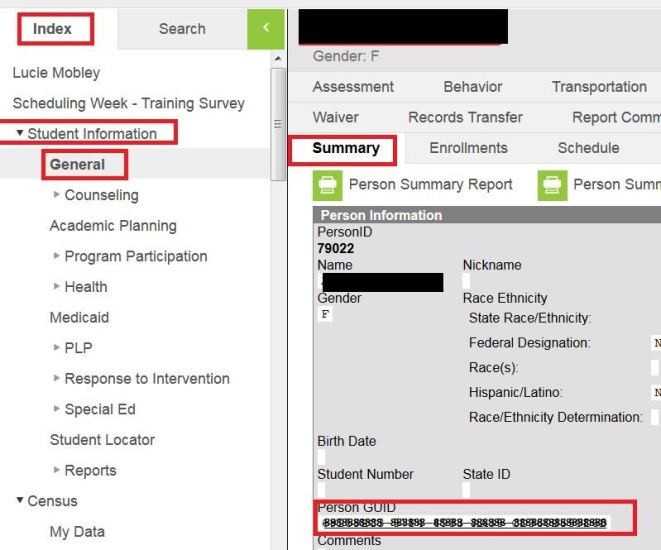 Index
Search
<
Lucie Mobley
Scheduling Week - Training Survey
Student Information
General
Counseling
Academic Planning
Program Participation
Health
Medicaid
PLP
Response to Intervention
Special Ed
Student Locator
Reports
Census
My Data
Gender: F
Assessment Behavior Transportation
Waiver Records Transfer Report Comm
Summary Enrollments Schedule
Person Summary Report Person Summ
Person Information
PersonID
79022
Name Nickname
Gender Race Ethnicity
F State Race/Ethnicity:
Federal Designation: N
Race(s):
Hispanic/Latino: N
Race/Ethnicity Determination:
Birth Date
Student Number State ID
Person GUID
Comments